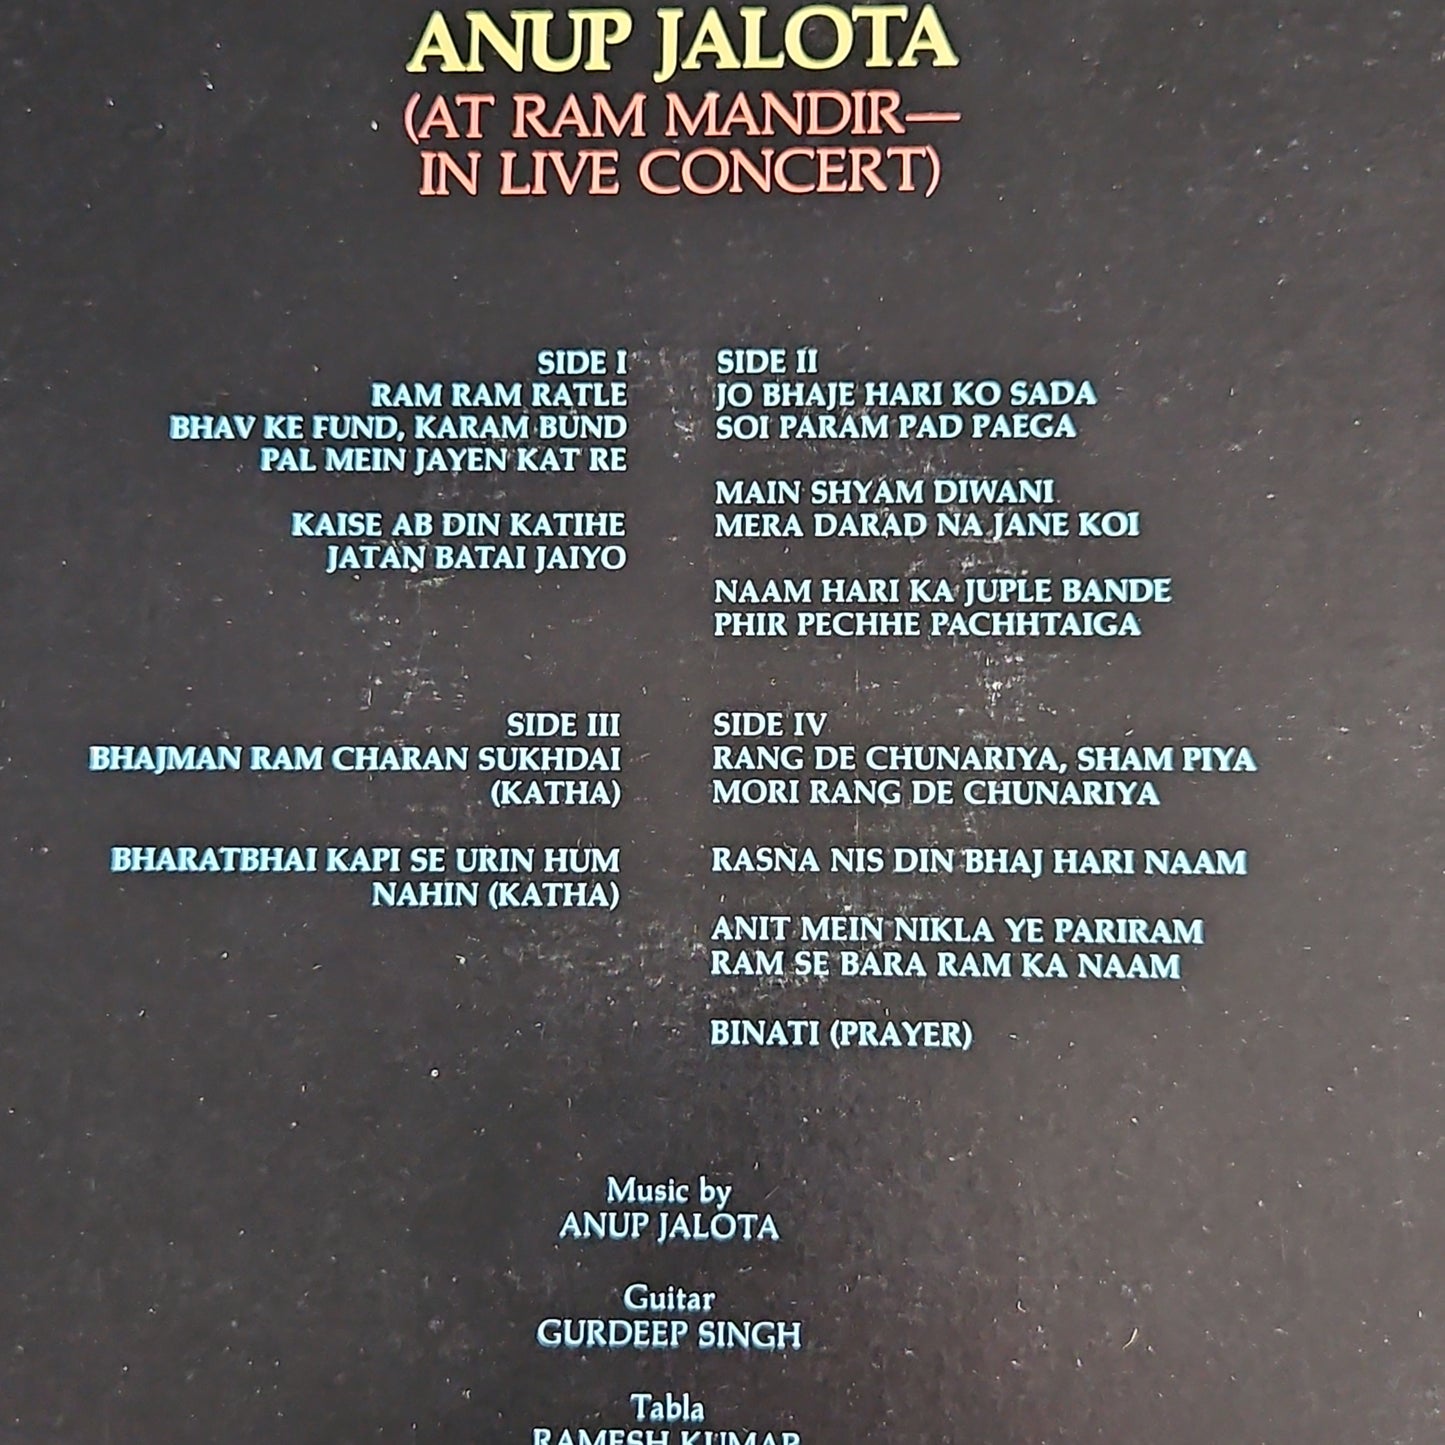 ANUP JALOTA
(AT RAM MANDIR—
IN LIVE CONCERT)
SIDE I
RAM RAM RATLE
BHAV KE FUND, KARAM BUND
PAL MEIN JAYEN KAT RE
KAISE AB DIN KATIHE
JATAN BATAI JAIYO
SIDE II
JO BHAJE HARI KO SADA
SOI PARAM PAD PAEGA
MAIN SHYAM DIWANI
MERA DARAD NA JANE KOI
NAAM HARI KA JUPLE BANDE
PHIR PECHHE PACHHTAIGA
SIDE III
BHAJMAN RAM CHARAN SUKHDAI
(KATHA)
BHARATBHAI KAPI SE URIN HUM
NAHIN (KATHA)
SIDE IV
RANG DE CHUNARIYA, SHAM PIYA
MORI RANG DE CHUNARIYA
RASNA NIS DIN BHAJ HARI NAAM
ANIT MEIN NIKLA YE PARIRAM
RAM SE BARA RAM KA NAAM
BINATI (PRAYER)
Music by
ANUP JALOTA
Guitar
GURDEEP SINGH
Tabla
RAMESH KUMAR